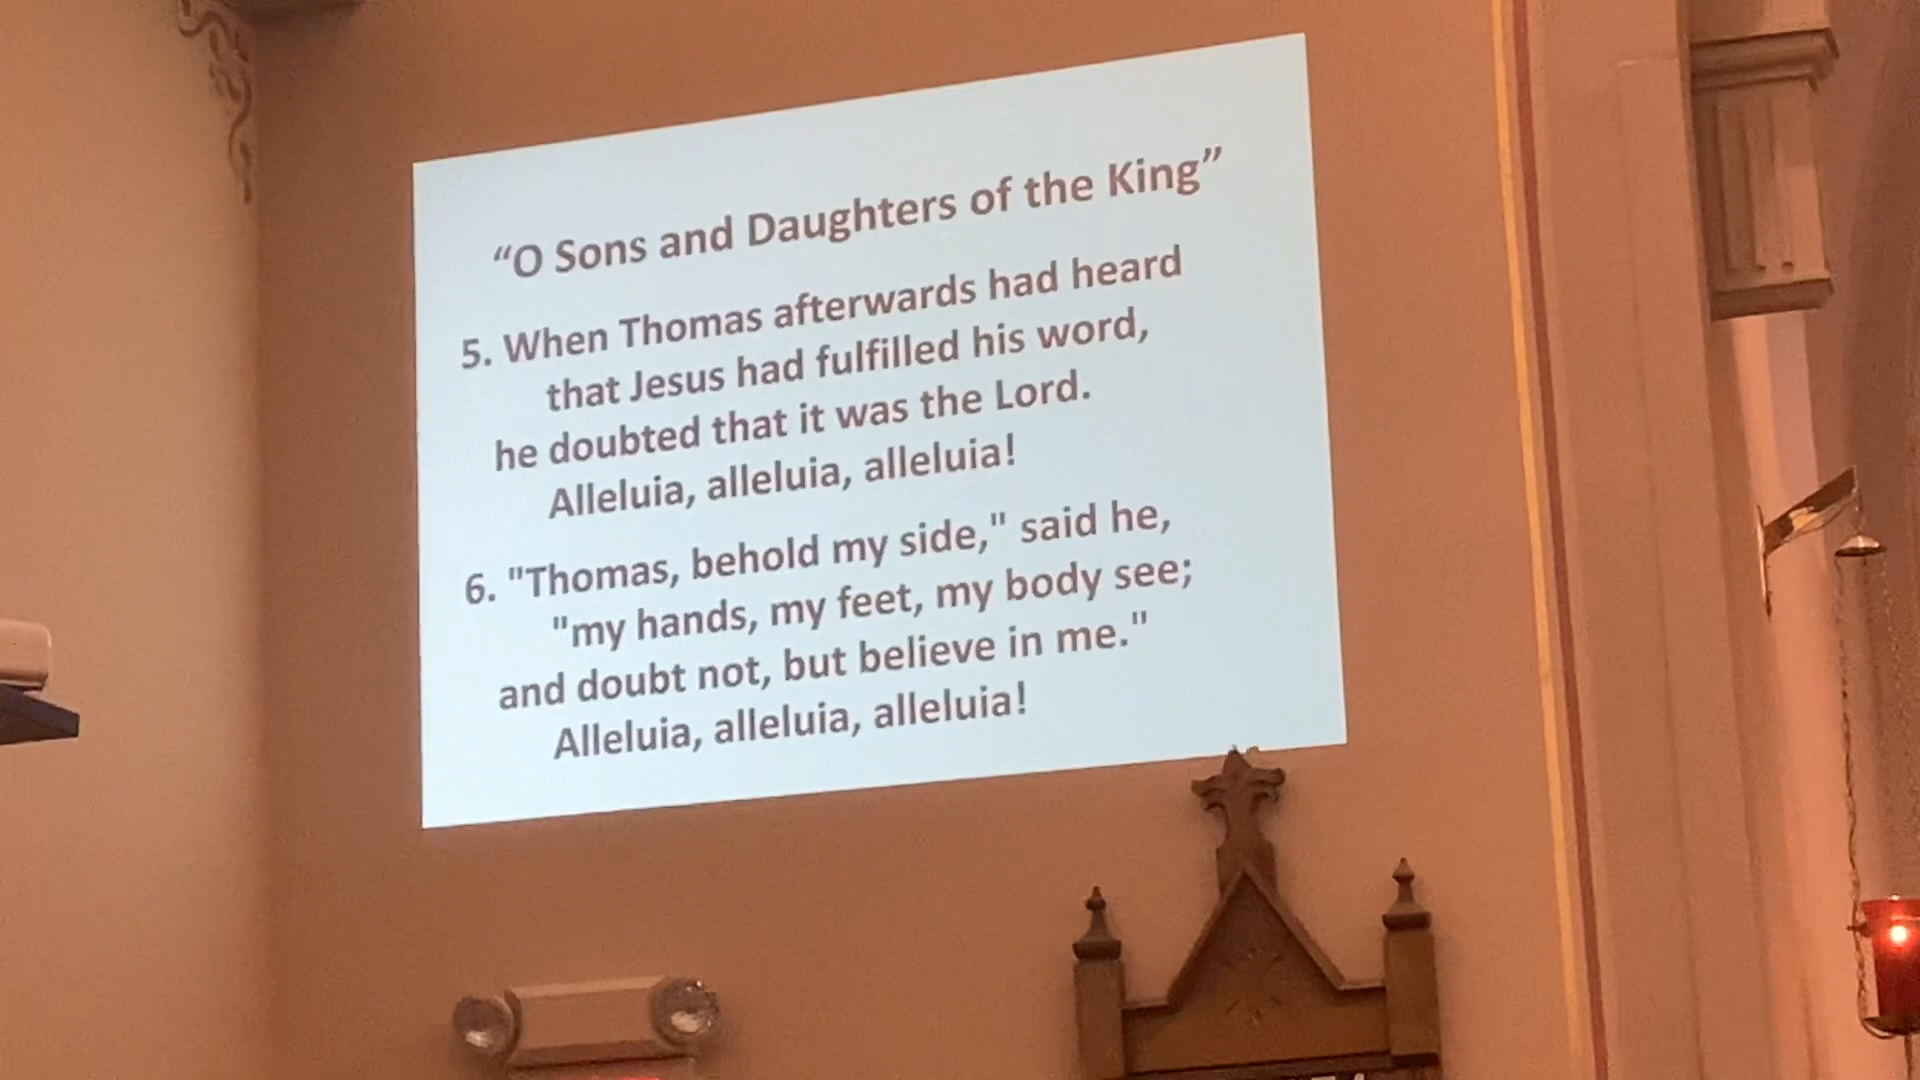 “O Sons and Daughters of the King”
5. When Thomas afterwards had heard
that Jesus had fulfilled his word,
he doubted that it was the Lord.
Alleluia, alleluia, alleluia!
6. "Thomas, behold my side," said he,
"my hands, my feet, my body see;
and doubt not, but believe in me."
Alleluia, alleluia, alleluia!